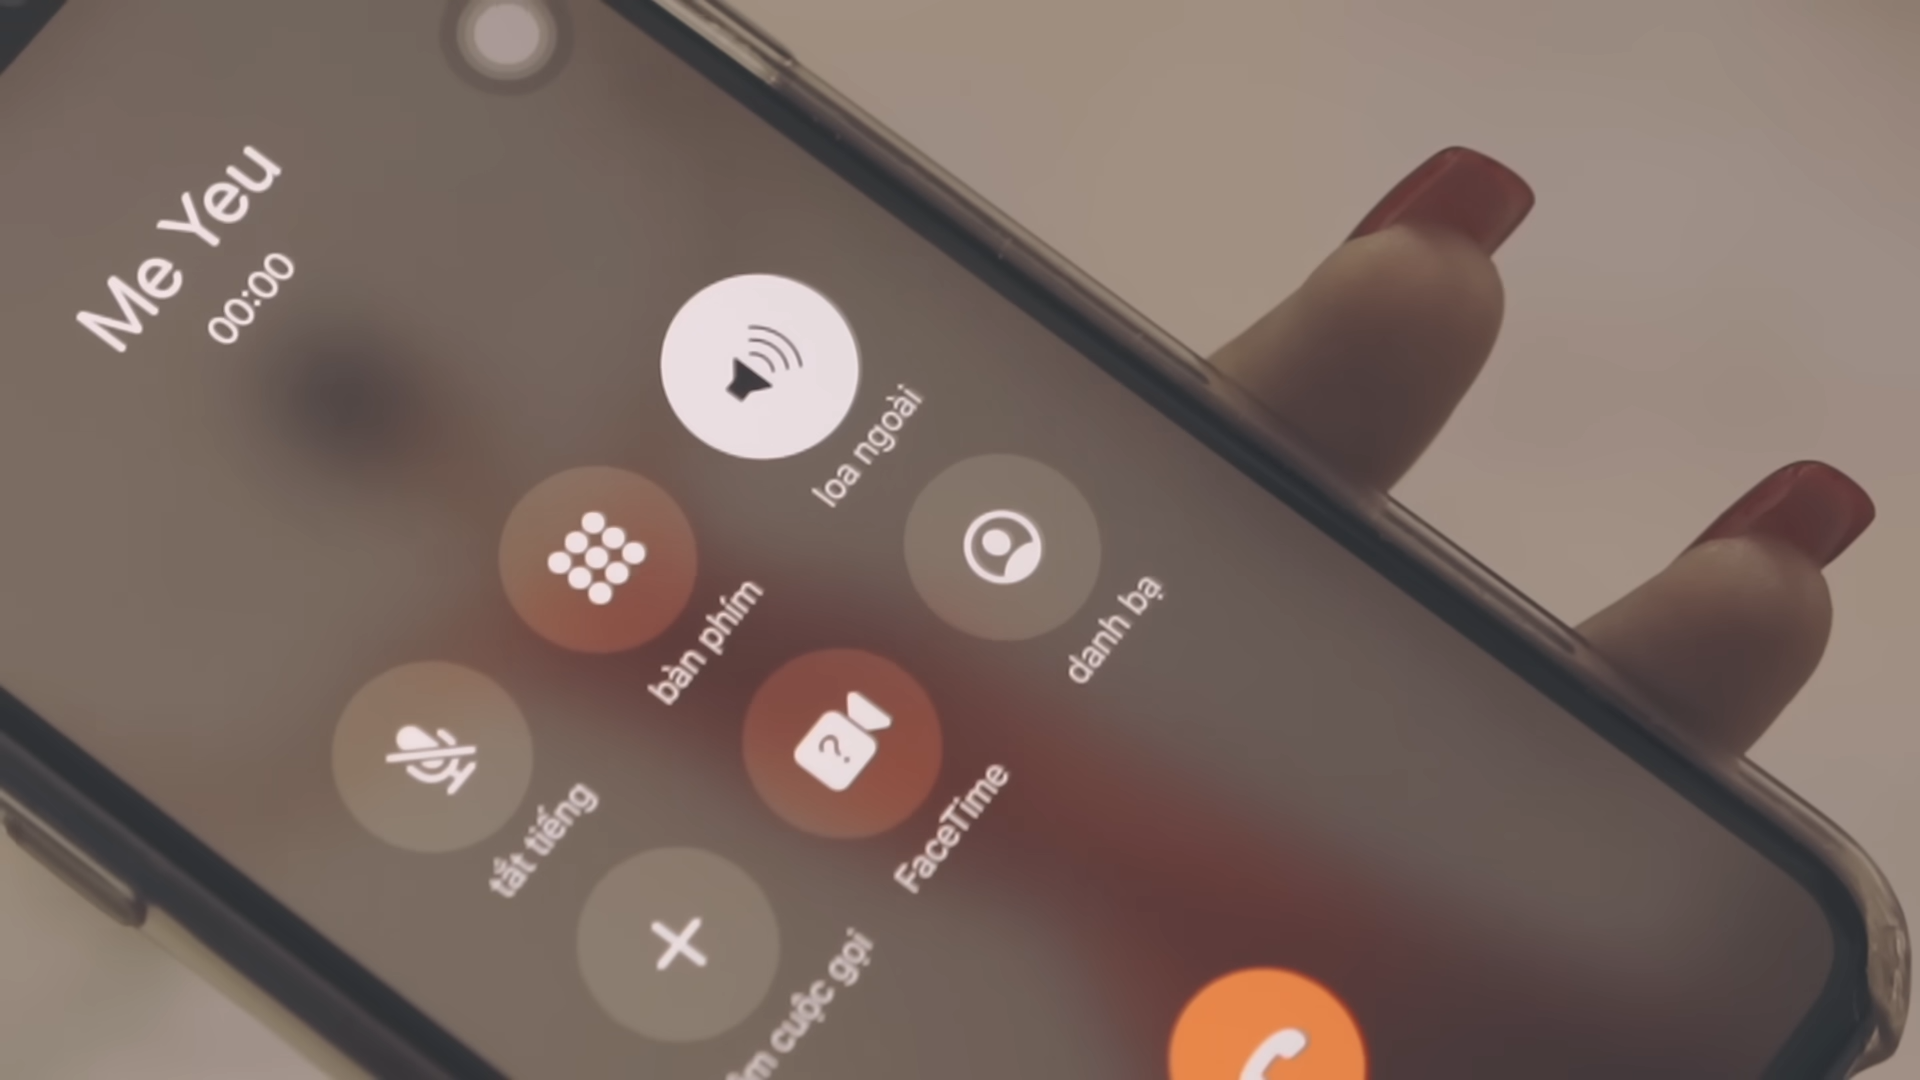 Me Yeu
00:00
tắt tiếng
bàn phím
loa ngoài
cuộc gọi
FaceTime
danh bạ
?